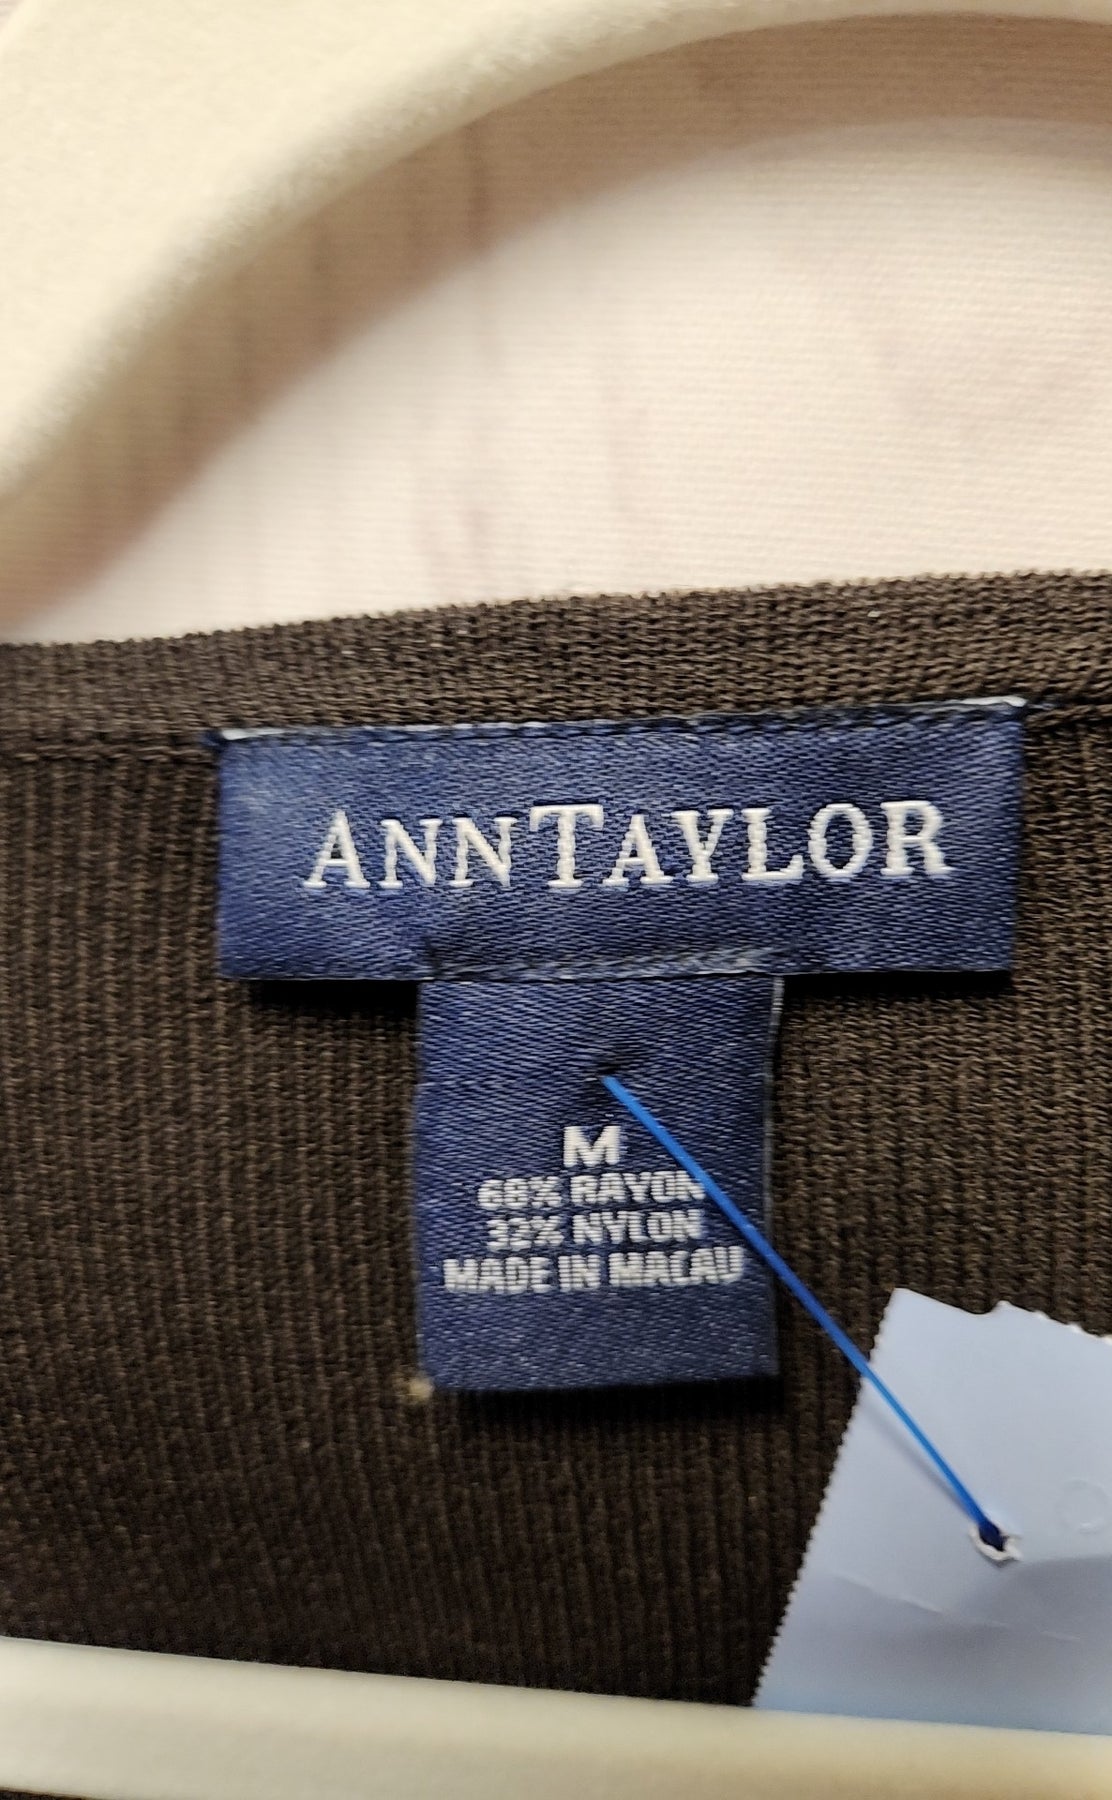 ANNTAYLOR
M
68% RAYON
32% NYLON
MADE IN MACAU